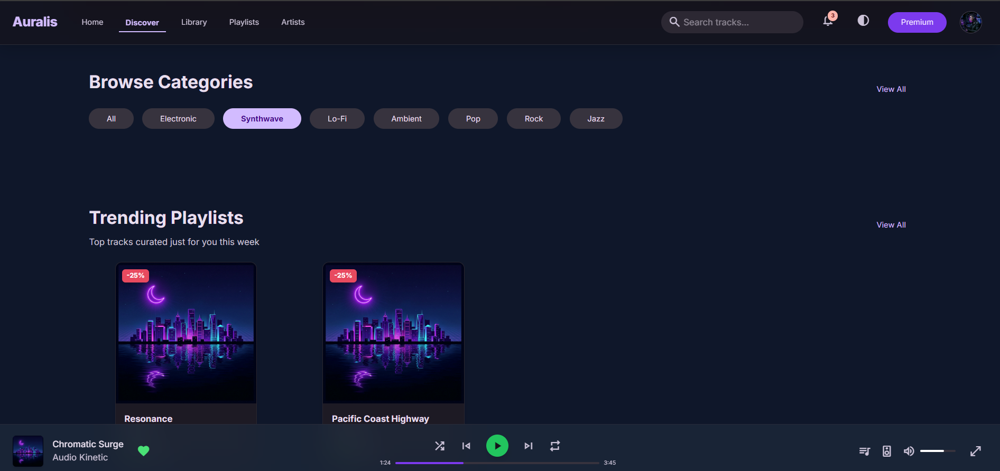 Auralis
Home Discover Library Playlists Artists
Search tracks...
3
Premium
Browse Categories
View All
All Electronic Synthwave Lo-Fi Ambient Pop Rock Jazz
Trending Playlists
View All
Top tracks curated just for you this week
-25% -25%
Resonance Pacific Coast Highway
Chromatic Surge
Audio Kinetic
1:24 3:45